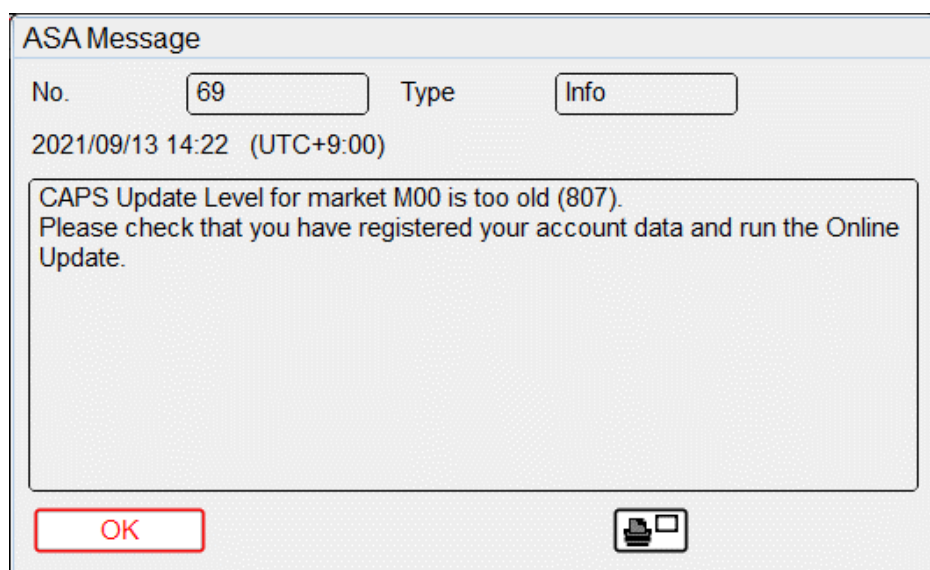 ASA Message
No. 69 Type Info
2021/09/13 14:22 (UTC+9:00)
CAPS Update Level for market M00 is too old (807).
Please check that you have registered your account data and run the Online
Update.
OK